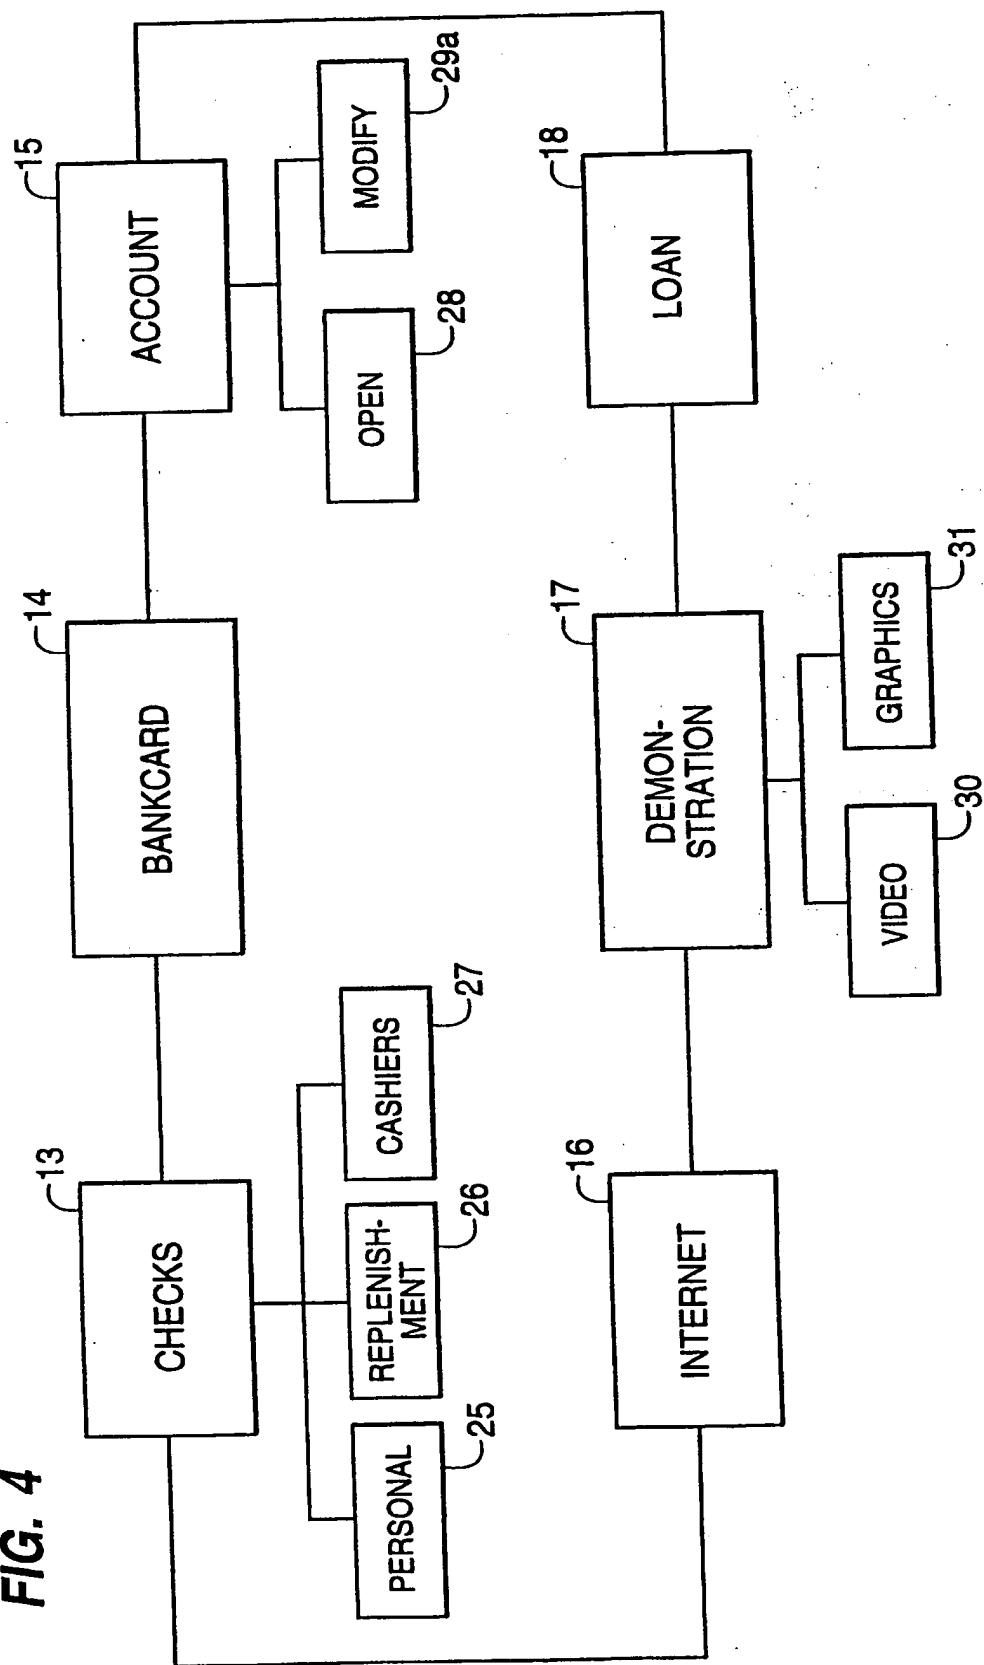 FIG. 4
13
CHECKS
14
BANKCARD
15
ACCOUNT
PERSONAL
25
REPLENISH-
MENT
26
CASHIERS
27
OPEN
28
MODIFY
29a
16
INTERNET
17
DEMON-
STRATION
18
LOAN
VIDEO
30
GRAPHICS
31